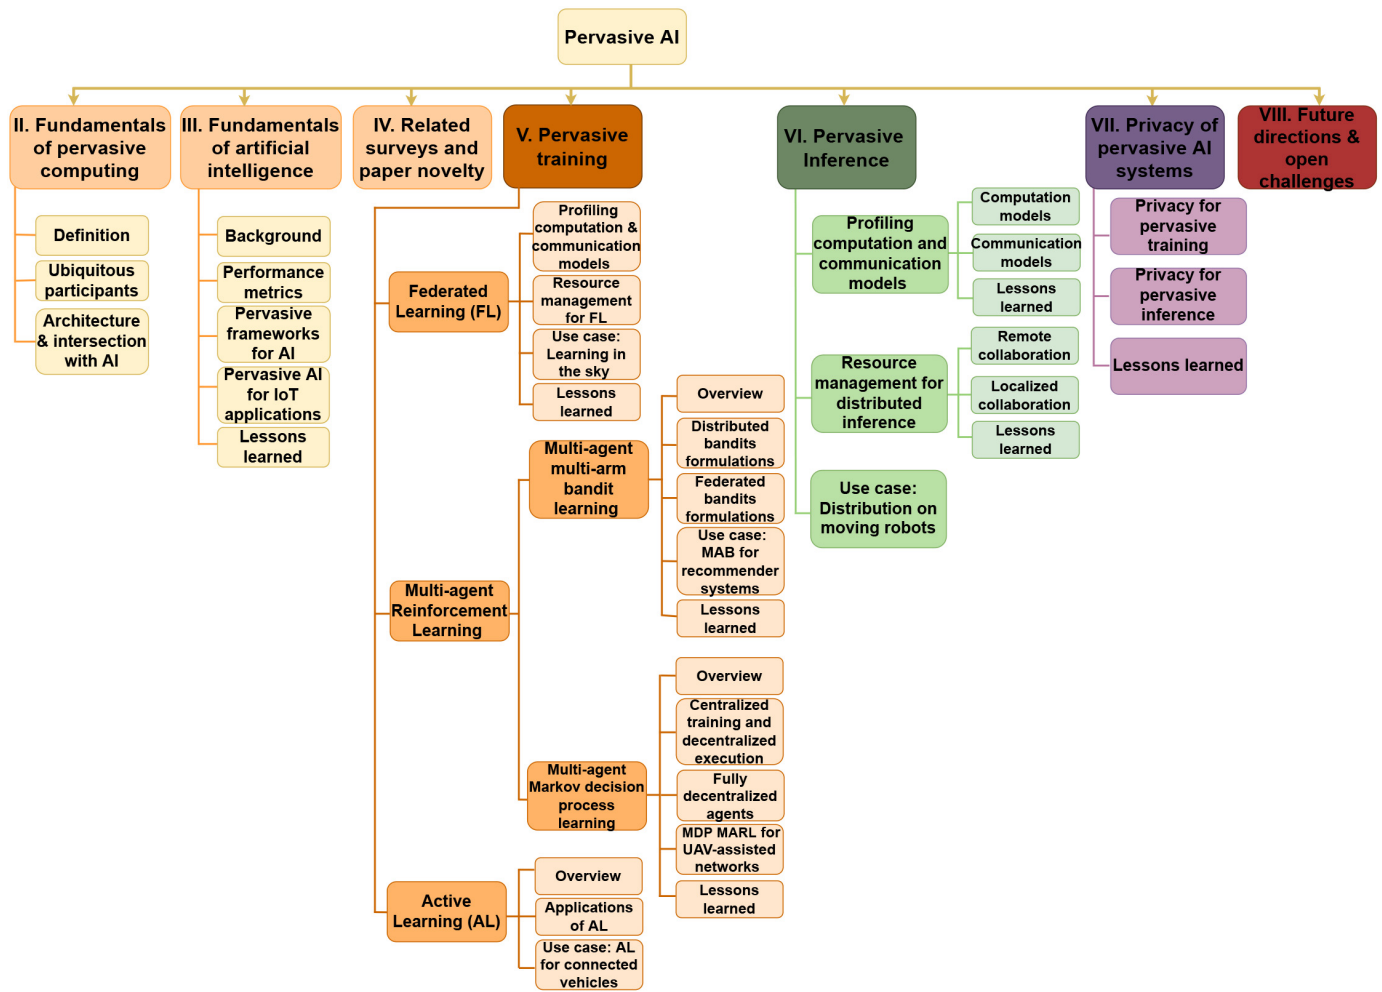 Pervasive AI
II. Fundamentals
of pervasive
computing
Definition
Ubiquitous
participants
Architecture
& intersection
with AI
III. Fundamentals
of artificial
intelligence
Background
Performance
metrics
Pervasive
frameworks
for AI
Pervasive AI
for IoT
applications
Lessons
learned
IV. Related
surveys and
paper novelty
V. Pervasive
training
Federated
Learning (FL)
Profiling
computation &
communication
models
Resource
management
for FL
Use case:
Learning in
the sky
Lessons
learned
Multi-agent
Reinforcement
Learning
Multi-agent
multi-arm
bandit
learning
Overview
Distributed
bandits
formulations
Federated
bandits
formulations
Use case:
MAB for
recommender
systems
Lessons
learned
Multi-agent
Markov decision
process
learning
Overview
Centralized
training and
decentralized
execution
Fully
decentralized
agents
MDP MARL for
UAV-assisted
networks
Lessons
learned
Active
Learning (AL)
Overview
Applications
of AL
Use case: AL
for connected
vehicles
VI. Pervasive
Inference
Profiling
computation and
communication
models
Computation
models
Communication
models
Lessons
learned
Resource
management for
distributed
inference
Remote
collaboration
Localized
collaboration
Lessons
learned
Use case:
Distribution on
moving robots
VII. Privacy of
pervasive AI
systems
Privacy for
pervasive
training
Privacy for
pervasive
inference
Lessons learned
VIII. Future
directions &
open
challenges